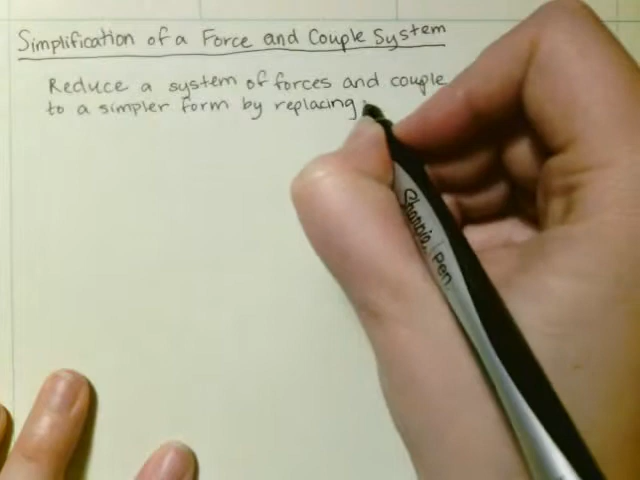 Simplification of a Force and Couple System
Reduce a system of forces and couple
to a simpler form by replacing
Sharpie pen